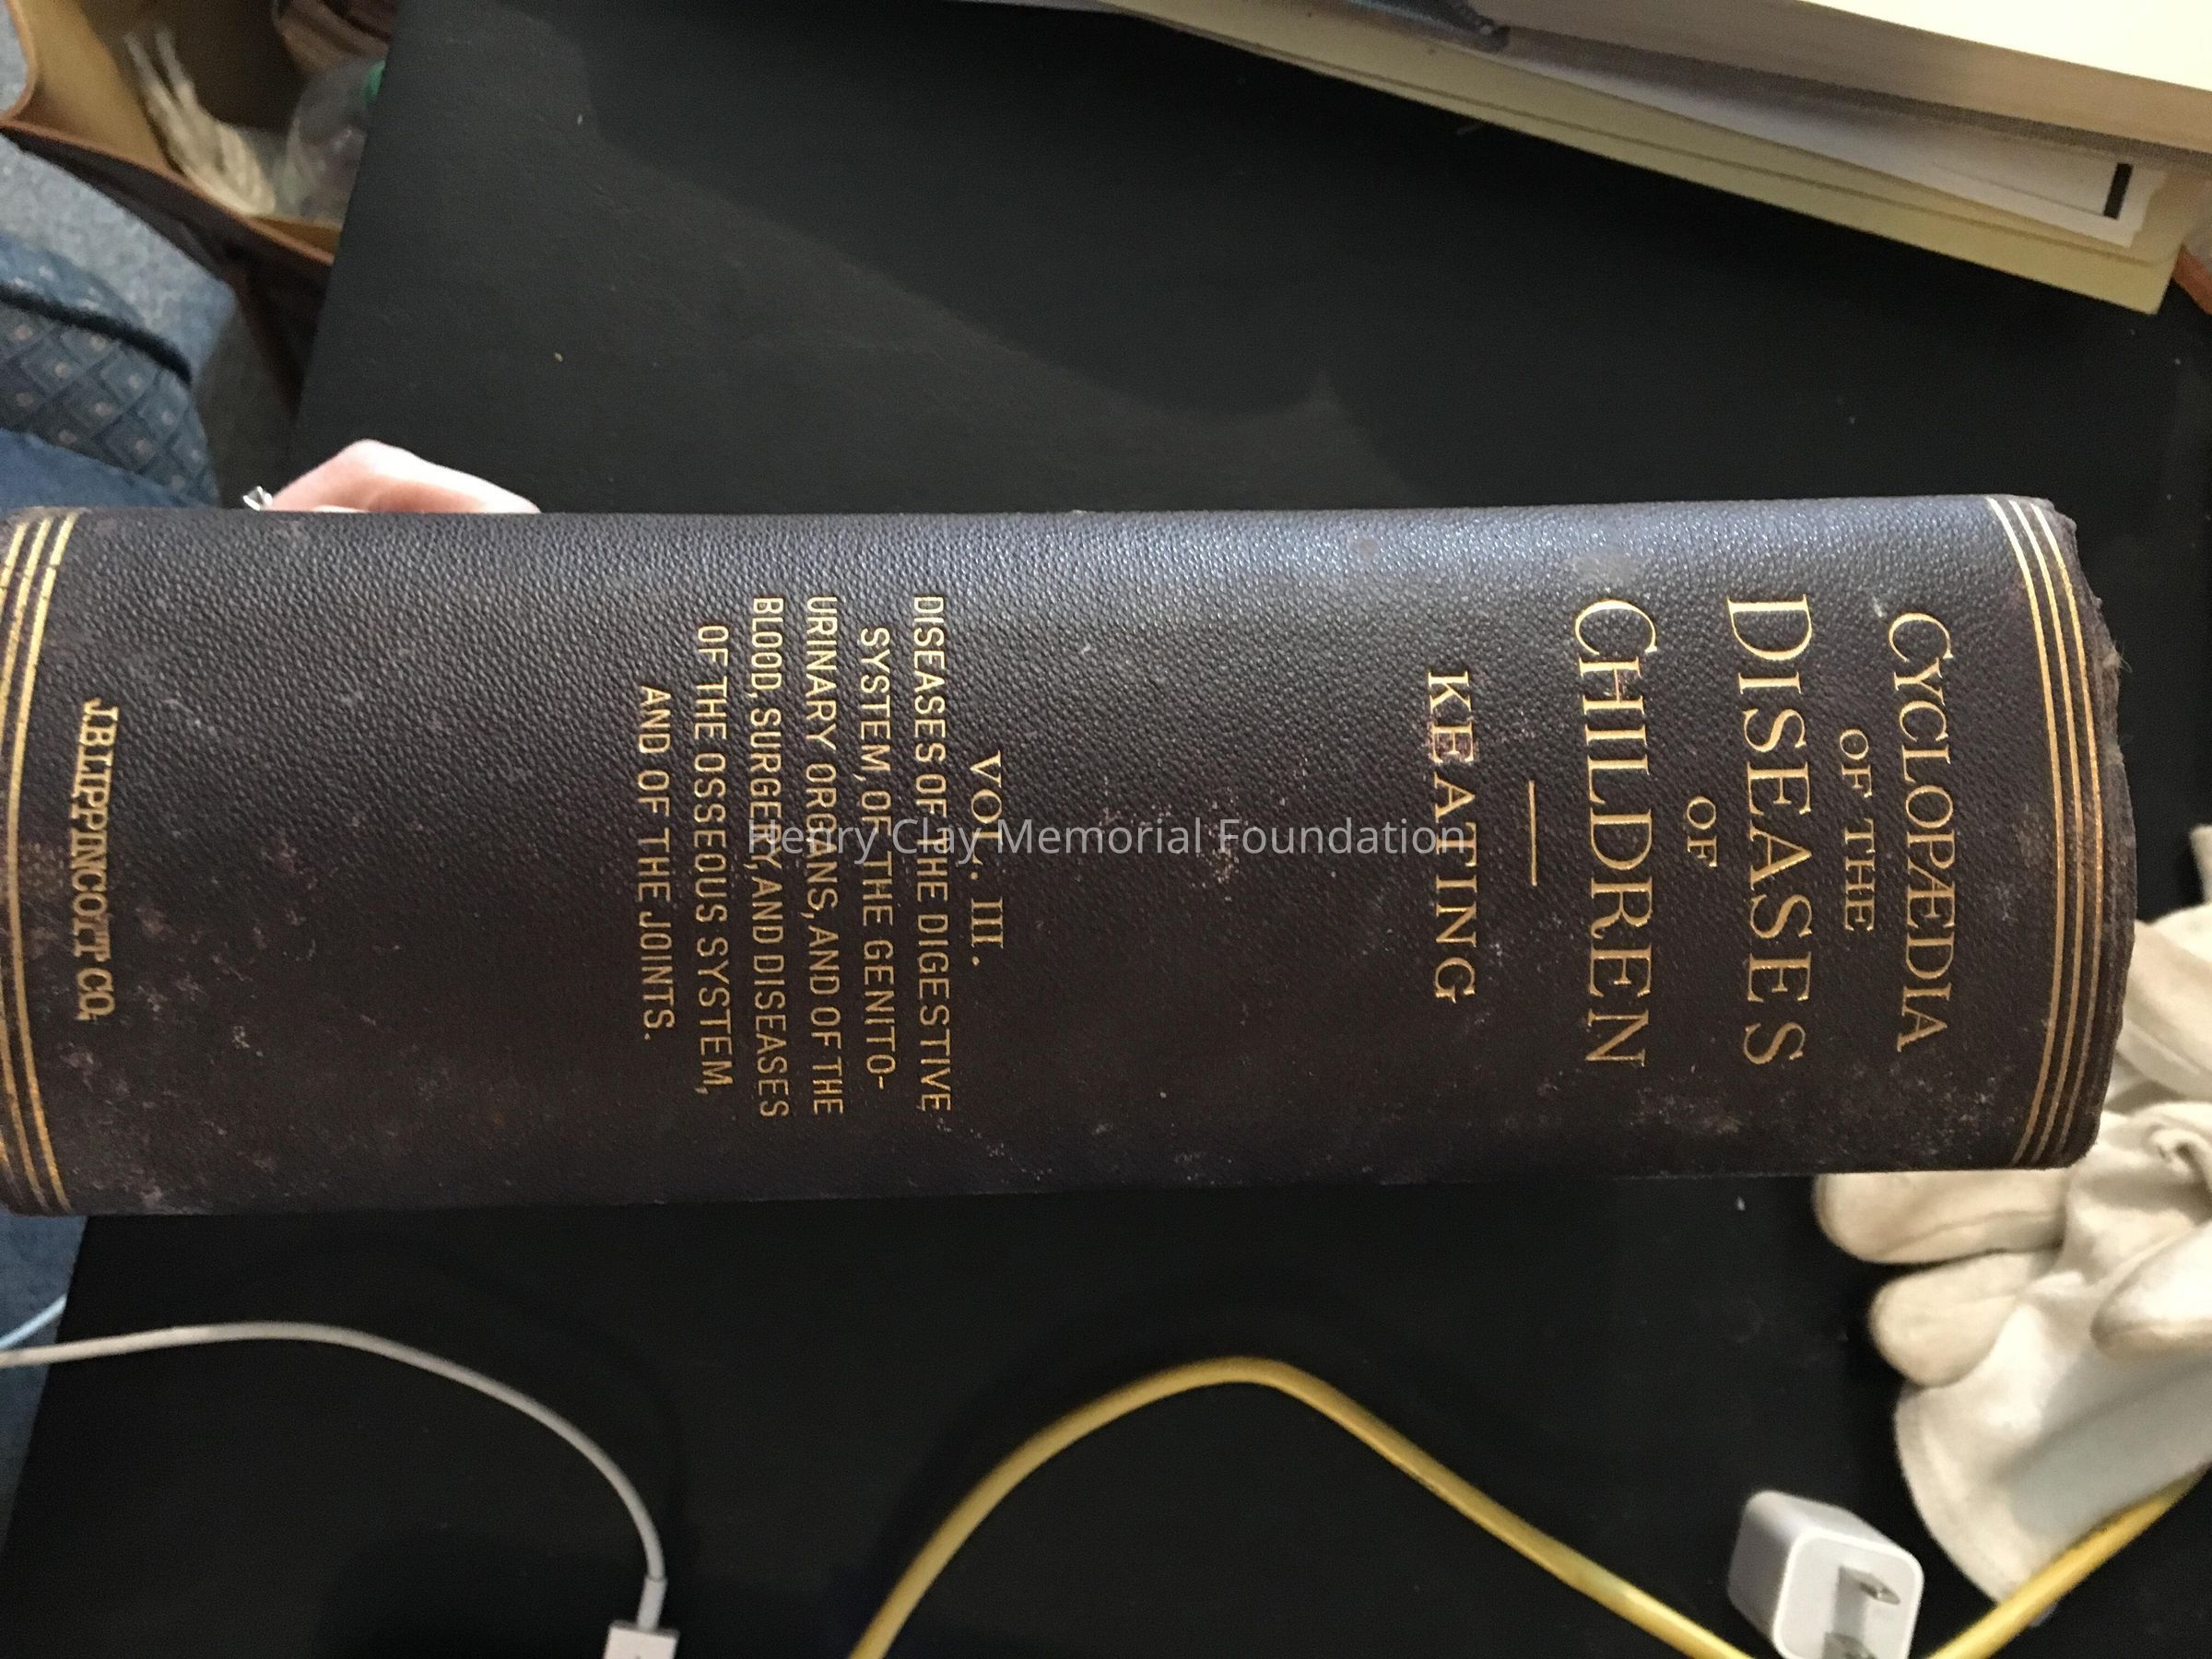 CYCLOPÆDIA
OF THE
DISEASES
OF
CHILDREN
KEATING
VOL. III.
DISEASES OF THE DIGESTIVE
SYSTEM, OF THE GENITO-
URINARY ORGANS, AND OF THE
BLOOD, SURGERY, AND DISEASES
OF THE OSSEOUS SYSTEM,
AND OF THE JOINTS.
J.B. LIPPINCOTT CO.
Henry Clay Memorial Foundation